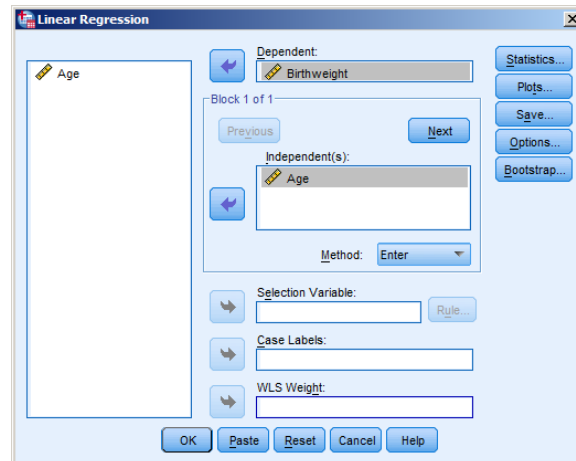 Linear Regression
Age
Dependent:
Birthweight
Block 1 of 1
Previous
Next
Independent(s):
Age
Method:
Enter
Selection Variable:
Rule...
Case Labels:
WLS Weight:
Statistics...
Plots...
Save...
Options...
Bootstrap...
OK
Paste
Reset
Cancel
Help